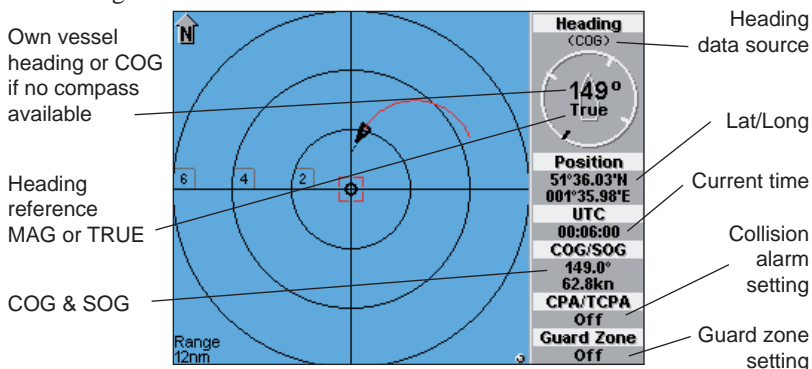 Own vessel
heading or COG
if no compass
available
Heading
reference
MAG or TRUE
COG & SOG
N
6
4
2
Range
12nm
Heading
(COG)
149°
True
Position
51°36.03'N
001°35.98'E
UTC
00:06:00
COG/SOG
149.0°
62.8kn
CPA/TCPA
Off
Guard Zone
Off
Heading
data source
Lat/Long
Current time
Collision
alarm
setting
Guard zone
setting